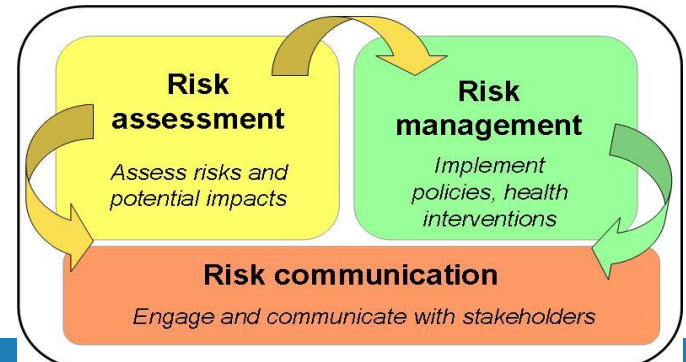 Risk
assessment
Assess risks and
potential impacts
Risk
management
Implement
policies, health
interventions
Risk communication
Engage and communicate with stakeholders